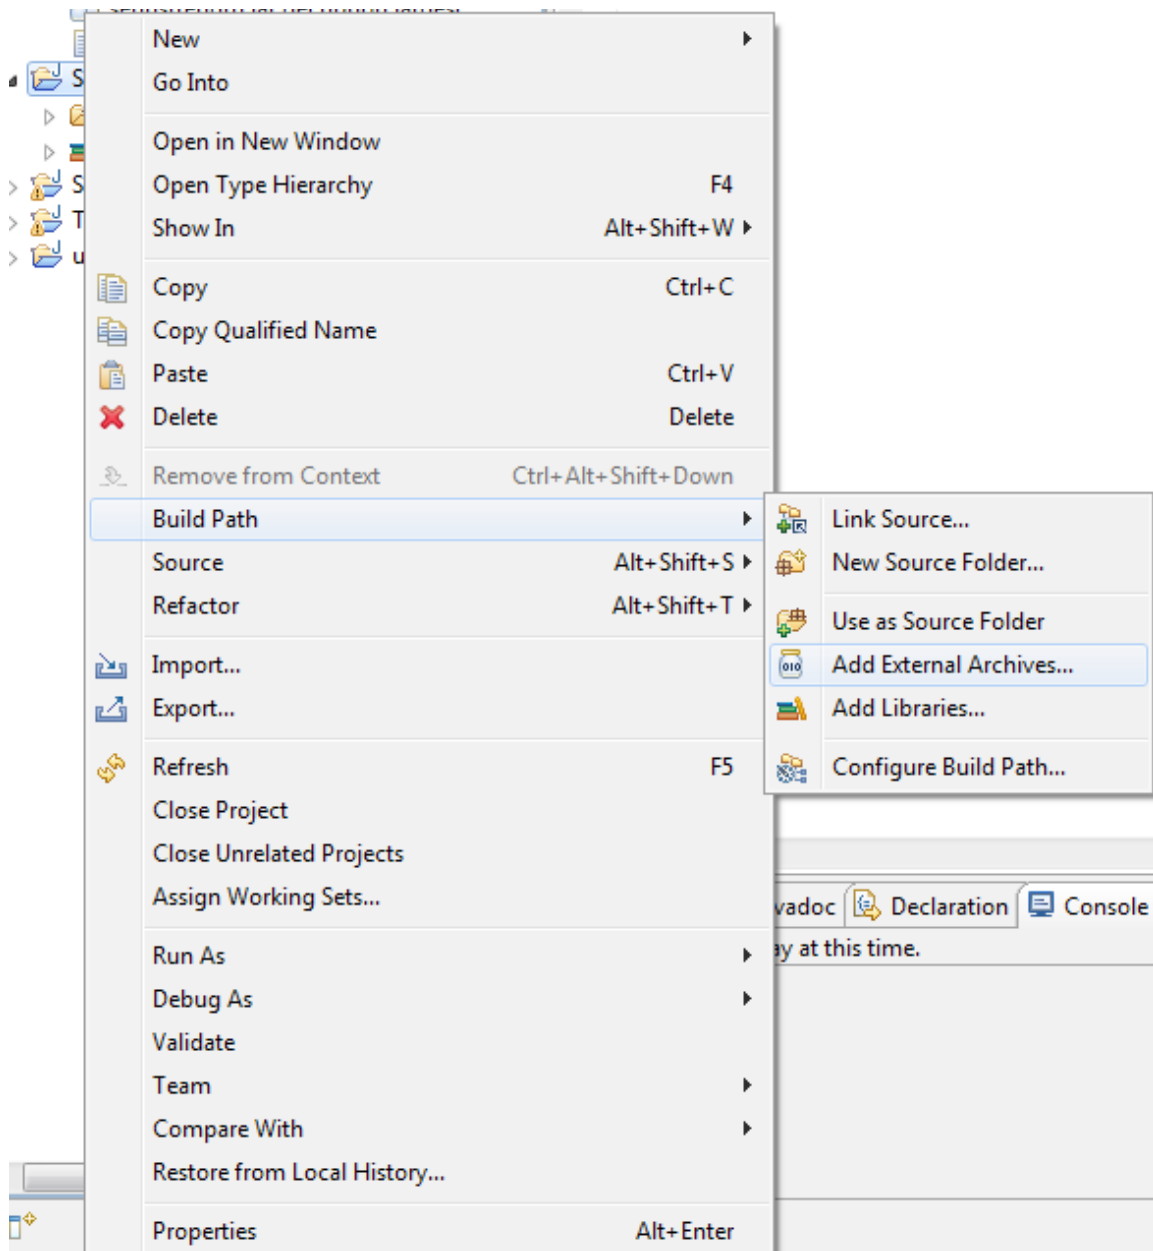 New
Go Into
Open in New Window
Open Type Hierarchy F4
Show In Alt+Shift+W
Copy Ctrl+C
Copy Qualified Name
Paste Ctrl+V
Delete Delete
Remove from Context Ctrl+Alt+Shift+Down
Build Path
Source Alt+Shift+S
Refactor Alt+Shift+T
Import...
Export...
Refresh F5
Close Project
Close Unrelated Projects
Assign Working Sets...
Run As
Debug As
Validate
Team
Compare With
Restore from Local History...
Properties Alt+Enter
Link Source...
New Source Folder...
Use as Source Folder
Add External Archives...
Add Libraries...
Configure Build Path...
S
S
T
u
vadoc Declaration Console
ay at this time.